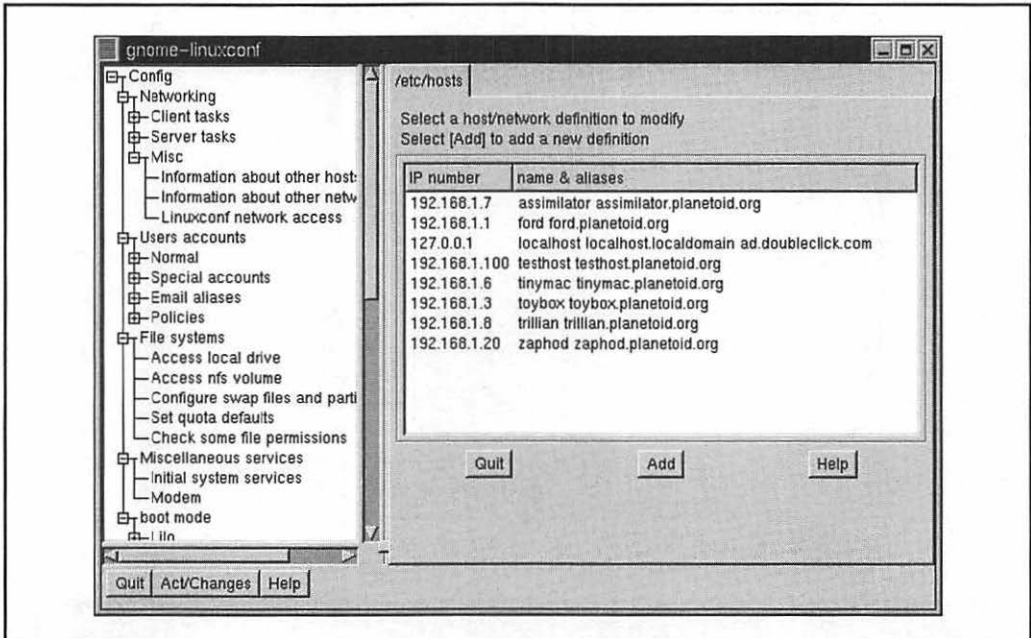 gnome-linuxconf
Config
Networking
Client tasks
Server tasks
Misc
Information about other host:
Information about other netw
Linuxconf network access
Users accounts
Normal
Special accounts
Email aliases
Policies
File systems
Access local drive
Access nfs volume
Configure swap files and parti
Set quota defaults
Check some file permissions
Miscellaneous services
Initial system services
Modem
boot mode
Lilo
Quit Act/Changes Help
/etc/hosts
Select a host/network definition to modify
Select [Add] to add a new definition
IP number name & aliases
192.168.1.7 assimilator assimilator.planetoid.org
192.168.1.1 ford ford.planetoid.org
127.0.0.1 localhost localhost.localdomain ad.doubleclick.com
192.168.1.100 testhost testhost.planetoid.org
192.168.1.6 tinymac tinymac.planetoid.org
192.168.1.3 toybox toybox.planetoid.org
192.168.1.8 trillian trillian.planetoid.org
192.168.1.20 zaphod zaphod.planetoid.org
Quit Add Help